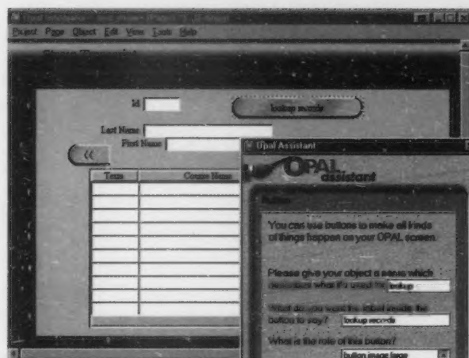 Project Page Object Edit View Tools Help
Id
lookup records
Last Name
First Name
<<
Term Course Name
Opal Assistant
OPAL
assistant
Button
You can use buttons to make all kinds
of things happen on your OPAL screen.
Please give your object a name which
describes what it's used for lookup
What do you want the label inside the
button to say? lookup records
What is the role of this button?
button image large